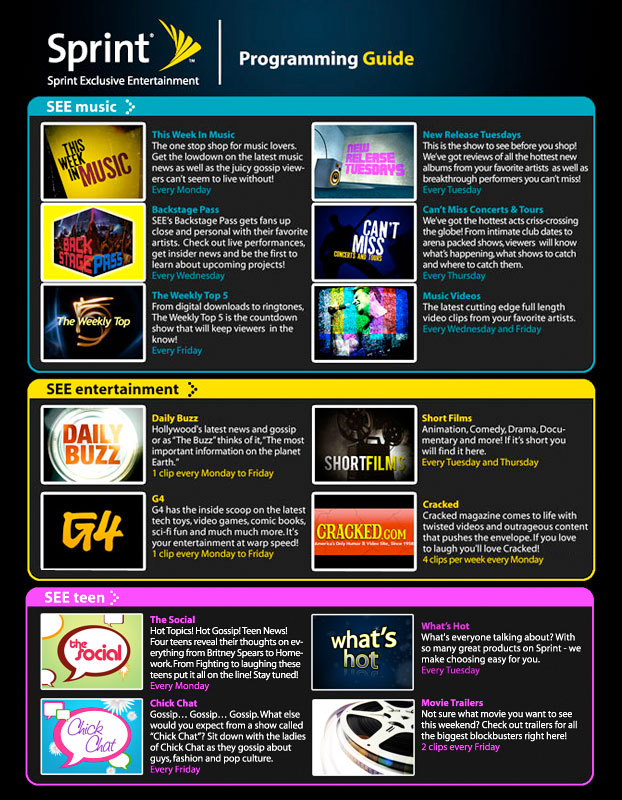 Sprint
Sprint Exclusive Entertainment
Programming Guide
SEE music
THIS WEEK IN MUSIC
This Week In Music
The one stop shop for music lovers.
Get the lowdown on the latest music
news as well as the juicy gossip view-
ers can't seem to live without!
Every Monday
NEW RELEASE TUESDAYS
New Release Tuesdays
This is the show to see before you shop!
We've got reviews of all the hottest new
albums from your favorite artists as well as
breakthrough performers you can't miss!
Every Tuesday
BACK STAGE PASS
Backstage Pass
SEE's Backstage Pass gets fans up
close and personal with their favorite
artists. Check out live performances,
get insider news and be the first to
learn about upcoming projects!
Every Wednesday
CAN'T MISS
CONCERTS AND TOURS
Can't Miss Concerts & Tours
We've got the hottest acts criss-crossing
the globe! From intimate club dates to
arena packed shows, viewers will know
what's happening, what shows to catch
and where to catch them.
Every Thursday
The Weekly Top 5
The Weekly Top 5
From digital downloads to ringtones,
The Weekly Top 5 is the countdown
show that will keep viewers in the
know!
Every Friday
Music Videos
The latest cutting edge full length
video clips from your favorite artists.
Every Wednesday and Friday
SEE entertainment
DAILY BUZZ
Daily Buzz
Hollywood's latest news and gossip
or as "The Buzz" thinks of it, "The most
important information on the planet
Earth."
1 clip every Monday to Friday
SHORTFILMS
Short Films
Animation, Comedy, Drama, Docu-
mentary and more! If it's short you
will find it here.
Every Tuesday and Thursday
G4
G4
G4 has the inside scoop on the latest
tech toys, video games, comic books,
sci-fi fun and much much more. It's
your entertainment at warp speed!
1 clip every Monday to Friday
CRACKED.COM
America's Only Humor & Video Site, Since 1958
Cracked
Cracked magazine comes to life with
twisted videos and outrageous content
that pushes the envelope. If you love
to laugh you'll love Cracked!
4 clips per week every Monday
SEE teen
the Social
The Social
Hot Topics! Hot Gossip! Teen News!
Four teens reveal their thoughts on ev-
erything from Britney Spears to Home-
work. From Fighting to laughing these
teens put it all on the line! Stay tuned!
Every Monday
what's hot
What's Hot
What's everyone talking about? With
so many great products on Sprint - we
make choosing easy for you.
Every Tuesday
Chick Chat
Chick Chat
Gossip… Gossip… Gossip. What else
would you expect from a show called
"Chick Chat"? Sit down with the ladies
of Chick Chat as they gossip about
guys, fashion and pop culture.
Every Friday
Movie Trailers
Not sure what movie you want to see
this weekend? Check out trailers for all
the biggest blockbusters right here!
2 clips every Friday